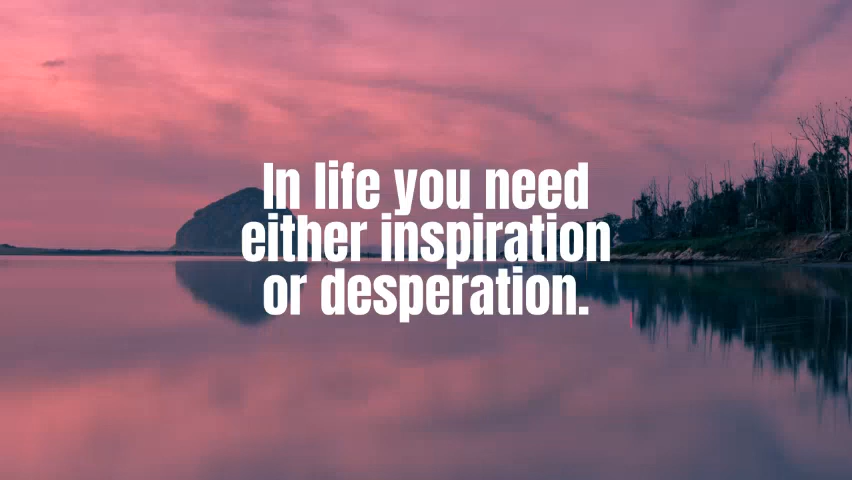 In life you need
either inspiration
or desperation.